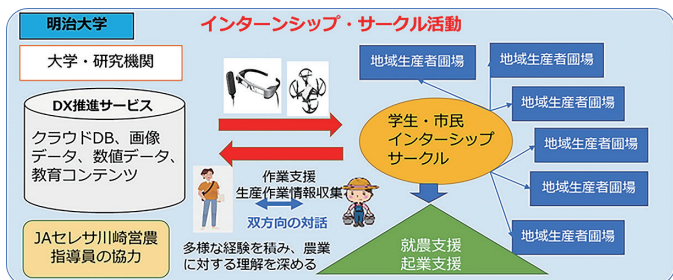 明治大学
インターンシップ・サークル活動
大学・研究機関
DX推進サービス
クラウドDB、画像
データ、数値データ、
教育コンテンツ
JAセレサ川崎営農
指導員の協力
作業支援
生産作業情報収集
双方向の対話
多様な経験を積み、農業
に対する理解を深める
学生・市民
インターシップ
サークル
就農支援
起業支援
地域生産者圃場
地域生産者圃場
地域生産者圃場
地域生産者圃場
地域生産者圃場
地域生産者圃場